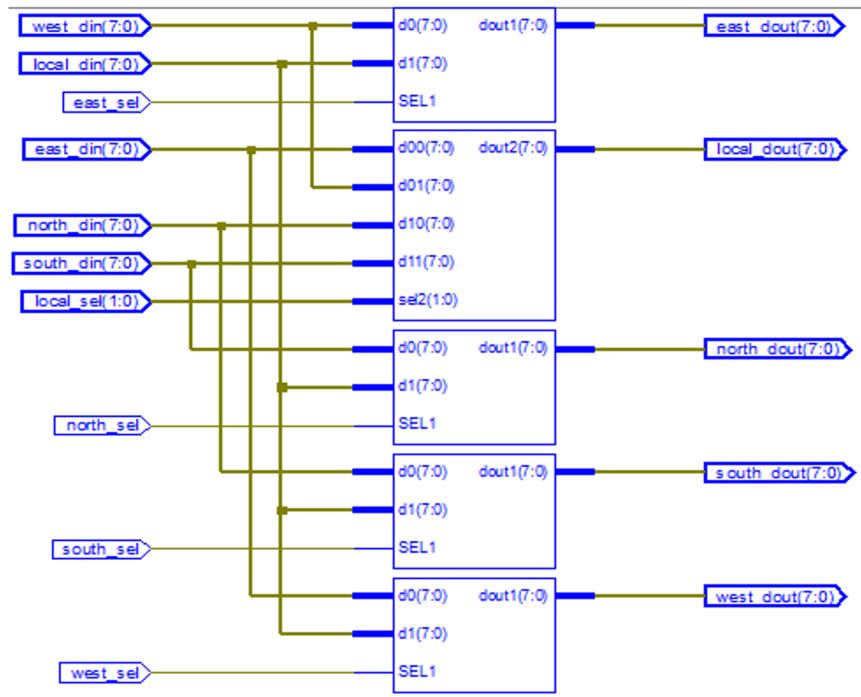 west_din(7:0) d0(7:0) dout1(7:0) east_dout(7:0)
local_din(7:0) d1(7:0)
east_sel SEL1
east_din(7:0) d00(7:0) dout2(7:0) local_dout(7:0)
d01(7:0)
north_din(7:0) d10(7:0)
south_din(7:0) d11(7:0)
local_sel(1:0) sel2(1:0)
d0(7:0) dout1(7:0) north_dout(7:0)
d1(7:0)
north_sel SEL1
d0(7:0) dout1(7:0) south_dout(7:0)
d1(7:0)
south_sel SEL1
d0(7:0) dout1(7:0) west_dout(7:0)
d1(7:0)
west_sel SEL1